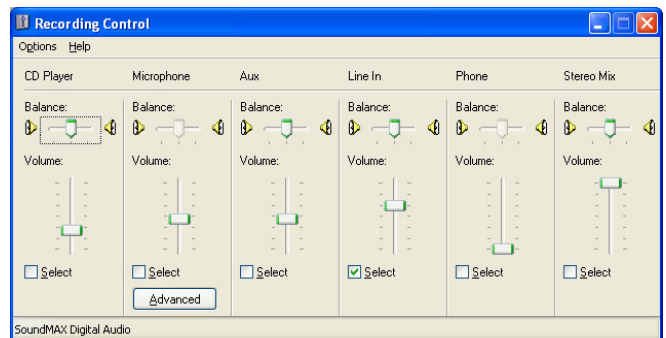 Recording Control
Options Help
CD Player Microphone Aux Line In Phone Stereo Mix
Balance: Balance: Balance: Balance: Balance: Balance:
Volume: Volume: Volume: Volume: Volume: Volume:
Select Select Select Select Select Select
Advanced
SoundMAX Digital Audio